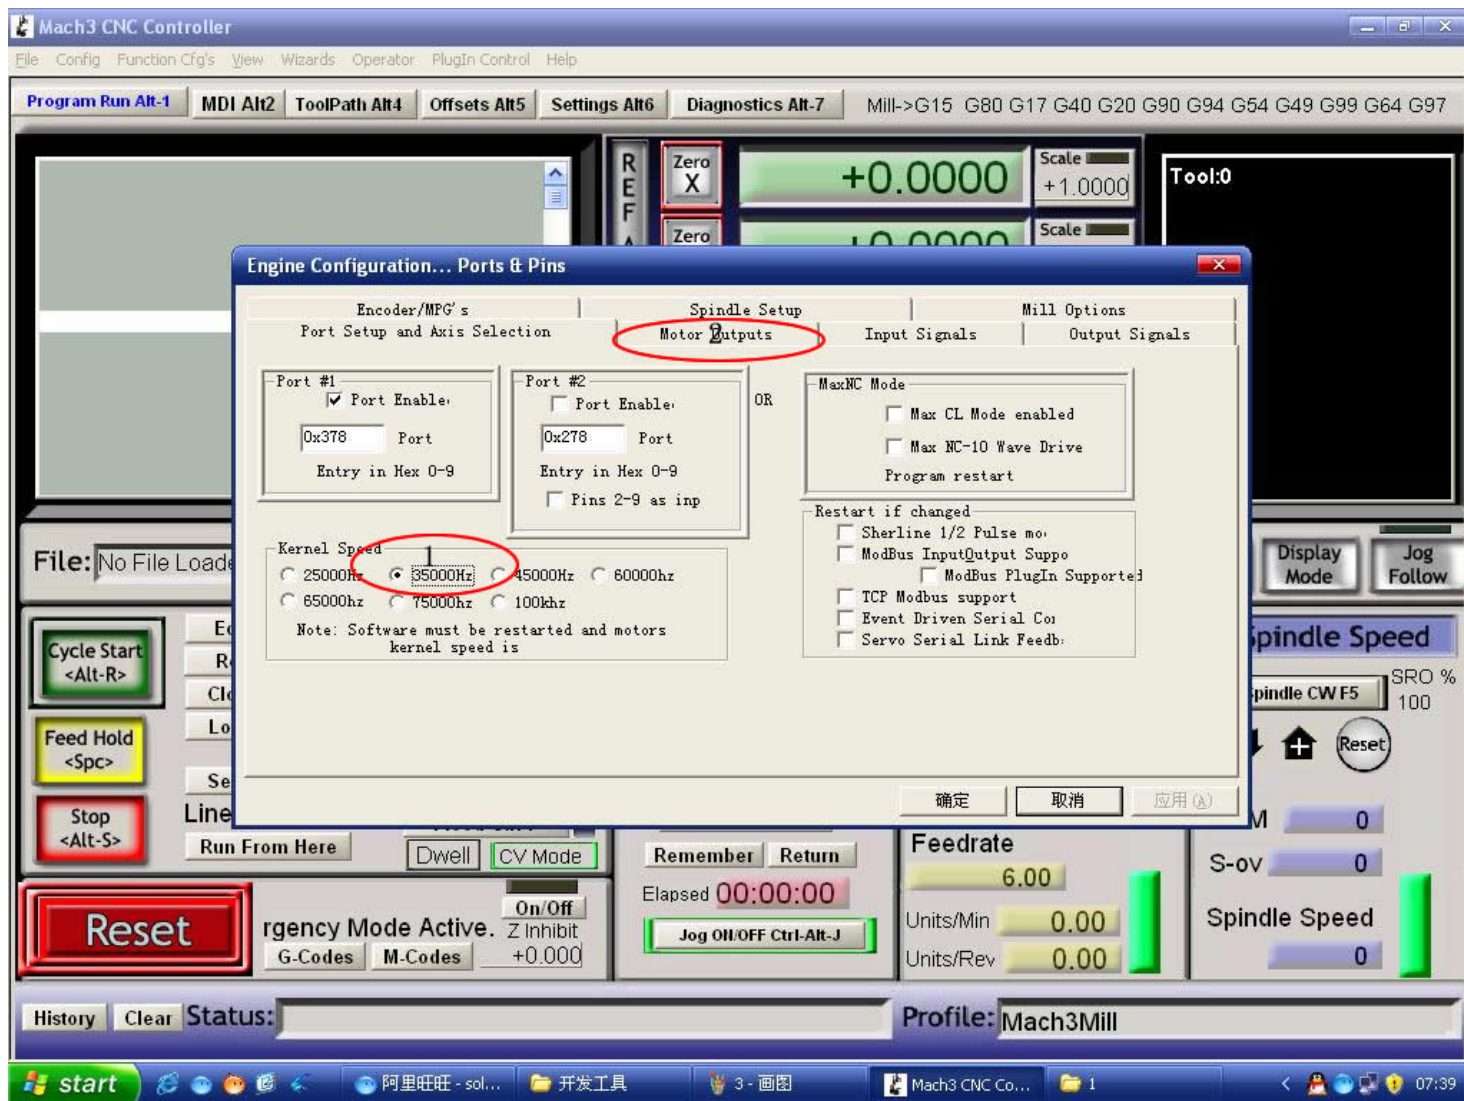 Mach3 CNC Controller
File Config Function Cfg's View Wizards Operator PlugIn Control Help
Program Run Alt-1 MDI Alt2 ToolPath Alt4 Offsets Alt5 Settings Alt6 Diagnostics Alt-7 Mill->G15 G80 G17 G40 G20 G90 G94 G54 G49 G99 G64 G97
R
E
F
Zero
X
+0.0000
Scale
+1.0000
Tool:0
Zero
Scale
Engine Configuration... Ports & Pins
Encoder/MPG's Spindle Setup Mill Options
Port Setup and Axis Selection Motor Outputs Input Signals Output Signals
2
Port #1
Port Enable
0x378 Port
Entry in Hex 0-9
Port #2
Port Enable
0x278 Port
Entry in Hex 0-9
Pins 2-9 as inp
OR
MaxNC Mode
Max CL Mode enabled
Max NC-10 Wave Drive
Program restart
Restart if changed
Sherline 1/2 Pulse mo
ModBus InputOutput Suppo
ModBus PlugIn Supported
TCP Modbus support
Event Driven Serial Co
Servo Serial Link Feedb
Kernel Speed
1
25000Hz 35000Hz 45000Hz 60000hz
65000hz 75000hz 100khz
Note: Software must be restarted and motors
kernel speed is
确定 取消 应用(A)
File: No File Loade
Display
Mode
Jog
Follow
Cycle Start
<Alt-R>
Feed Hold
<Spc>
Stop
<Alt-S>
Ed
R
Clo
Lo
Se
Line
Run From Here
Dwell CV Mode
Spindle Speed
Spindle CW F5
SRO %
100
Reset
M 0
S-ov 0
Spindle Speed
0
Remember Return
Elapsed 00:00:00
Jog ON/OFF Ctrl-Alt-J
Feedrate
6.00
Units/Min 0.00
Units/Rev 0.00
Reset
rgency Mode Active.
On/Off
Z Inhibit
+0.000
G-Codes M-Codes
History Clear Status:
Profile: Mach3Mill
start 阿里旺旺 - sol... 开发工具 3 - 画图 Mach3 CNC Co... 1 07:39